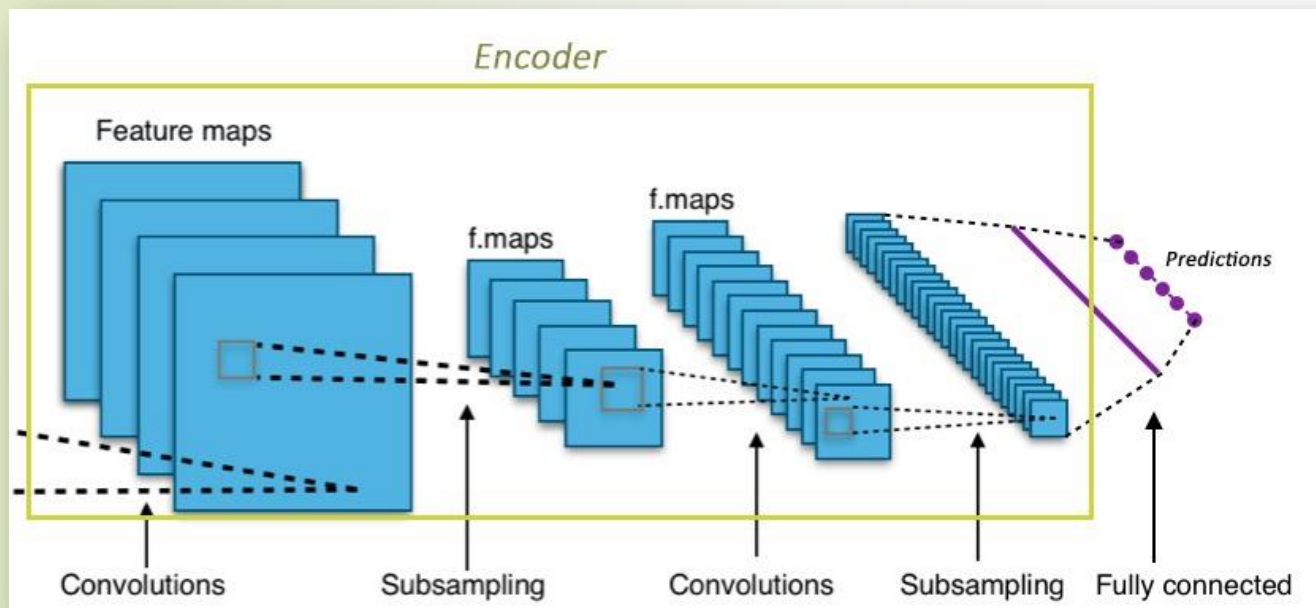 Encoder
Feature maps
f.maps
f.maps
Predictions
Convolutions
Subsampling
Convolutions
Subsampling
Fully connected